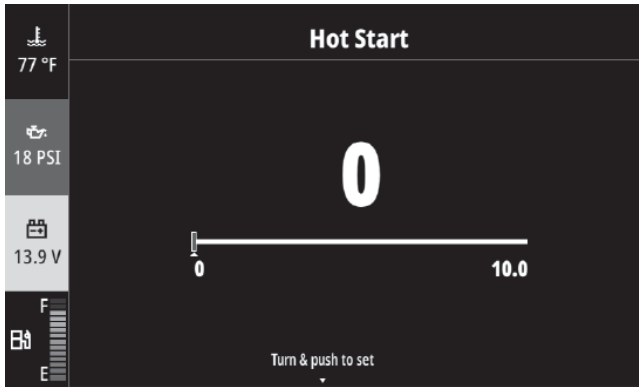 Hot Start
77 °F
18 PSI
13.9 V
F
E
0
0 10.0
Turn & push to set